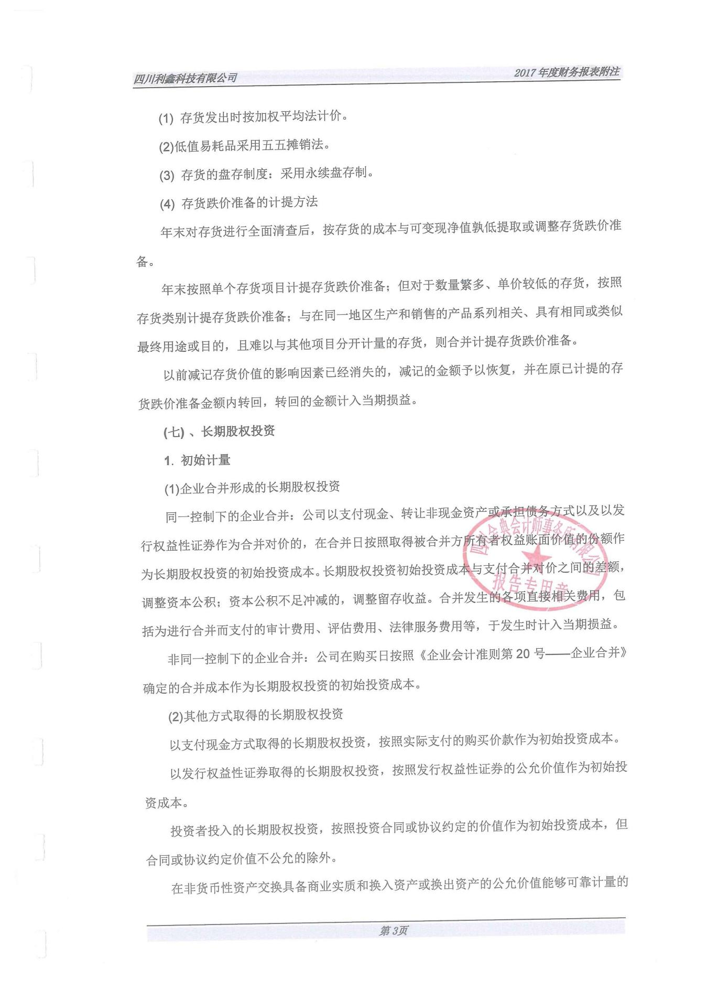 四川利鑫科技有限公司
2017 年度财务报表附注
(1) 存货发出时按加权平均法计价。
(2)低值易耗品采用五五摊销法。
(3) 存货的盘存制度：采用永续盘存制。
(4) 存货跌价准备的计提方法
年末对存货进行全面清查后，按存货的成本与可变现净值孰低提取或调整存货跌价准
备。
年末按照单个存货项目计提存货跌价准备；但对于数量繁多、单价较低的存货，按照
存货类别计提存货跌价准备；与在同一地区生产和销售的产品系列相关、具有相同或类似
最终用途或目的，且难以与其他项目分开计量的存货，则合并计提存货跌价准备。
以前减记存货价值的影响因素已经消失的，减记的金额予以恢复，并在原已计提的存
货跌价准备金额内转回，转回的金额计入当期损益。
(七) 、长期股权投资
1. 初始计量
(1)企业合并形成的长期股权投资
同一控制下的企业合并：公司以支付现金、转让非现金资产或承担债务方式以及以发
行权益性证券作为合并对价的，在合并日按照取得被合并方所有者权益账面价值的份额作
为长期股权投资的初始投资成本。长期股权投资初始投资成本与支付合并对价之间的差额，
调整资本公积；资本公积不足冲减的，调整留存收益。合并发生的各项直接相关费用，包
括为进行合并而支付的审计费用、评估费用、法律服务费用等，于发生时计入当期损益。
非同一控制下的企业合并：公司在购买日按照《企业会计准则第 20 号——企业合并》
确定的合并成本作为长期股权投资的初始投资成本。
(2)其他方式取得的长期股权投资
以支付现金方式取得的长期股权投资，按照实际支付的购买价款作为初始投资成本。
以发行权益性证券取得的长期股权投资，按照发行权益性证券的公允价值作为初始投
资成本。
投资者投入的长期股权投资，按照投资合同或协议约定的价值作为初始投资成本，但
合同或协议约定价值不公允的除外。
在非货币性资产交换具备商业实质和换入资产或换出资产的公允价值能够可靠计量的
四川金典会计师事务所有限公司
报告专用章
第 3页